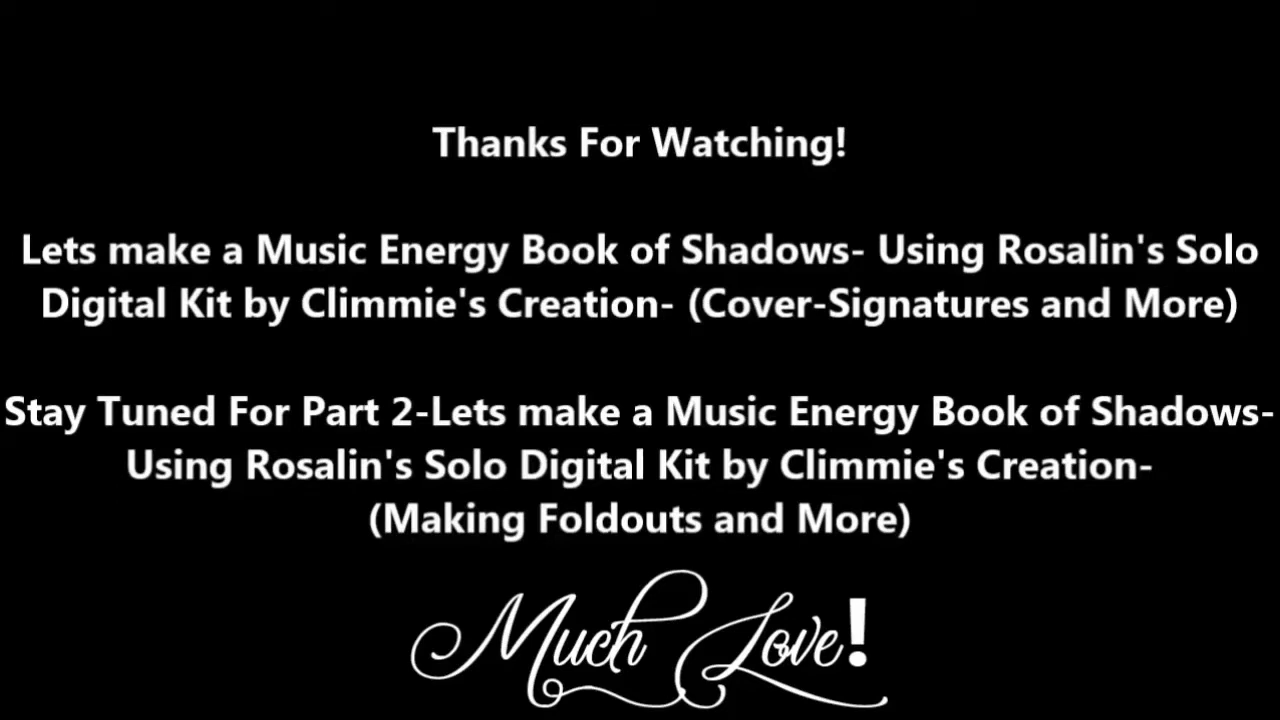 Thanks For Watching!
Lets make a Music Energy Book of Shadows- Using Rosalin's Solo
Digital Kit by Climmie's Creation- (Cover-Signatures and More)
Stay Tuned For Part 2-Lets make a Music Energy Book of Shadows-
Using Rosalin's Solo Digital Kit by Climmie's Creation-
(Making Foldouts and More)
Much Love!